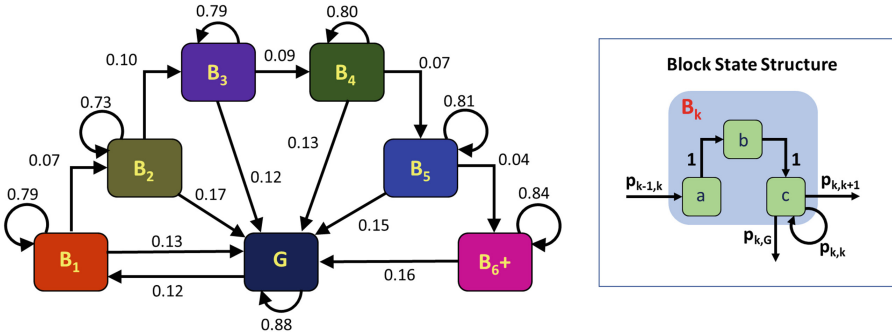 0.79
0.80
B3
0.09
B4
0.10
0.07
0.73
0.81
0.07
B2
0.12
0.13
B5
0.04
0.79
0.17
0.15
0.84
B1
0.13
G
0.16
B6+
0.12
0.88
Block State Structure
Bk
b
1
1
pk-1,k
a
c
pk,k+1
pk,G
pk,k